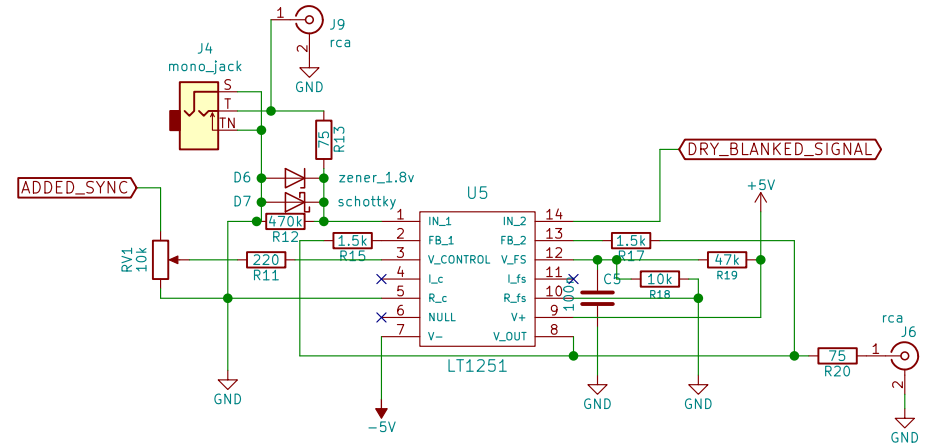 1
J9
rca
2
GND
J4
mono_jack
S
T
TN
75
R13
D6
zener_1.8v
D7
schottky
470k
R12
ADDED_SYNC
RV1
10k
220
R11
1.5k
R15
U5
1 IN_1
2 FB_1
3 V_CONTROL
4 I_c
5 R_c
6 NULL
7 V-
IN_2 14
FB_2 13
V_FS 12
I_fs 11
R_fs 10
V+ 9
V_OUT 8
LT1251
DRY_BLANKED_SIGNAL
+5V
1.5k
R17
47k
R19
C5
10k
R18
GND
-5V
GND
GND
75
R20
rca
J6
1
2
GND